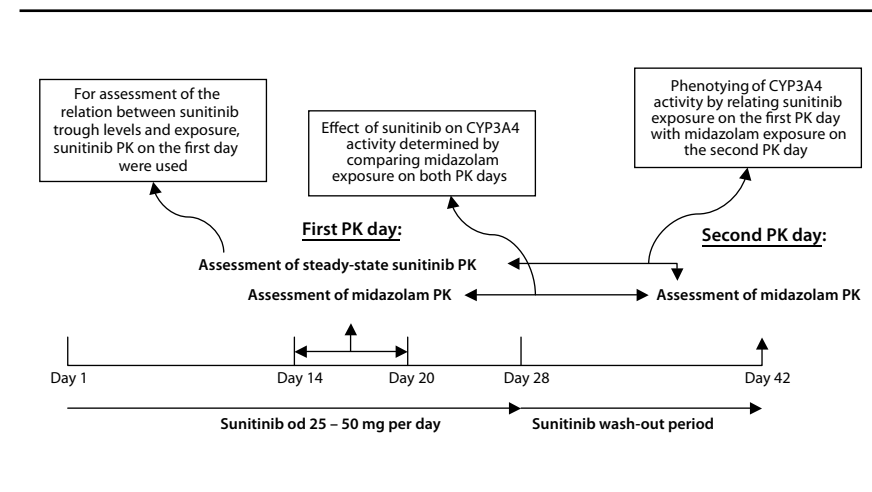 For assessment of the
relation between sunitinib
trough levels and exposure,
sunitinib PK on the first day
were used
Effect of sunitinib on CYP3A4
activity determined by
comparing midazolam
exposure on both PK days
Phenotying of CYP3A4
activity by relating sunitinib
exposure on the first PK day
with midazolam exposure on
the second PK day
First PK day:
Second PK day:
Assessment of steady-state sunitinib PK
Assessment of midazolam PK
Assessment of midazolam PK
Day 1
Day 14
Day 20
Day 28
Day 42
Sunitinib od 25 – 50 mg per day
Sunitinib wash-out period